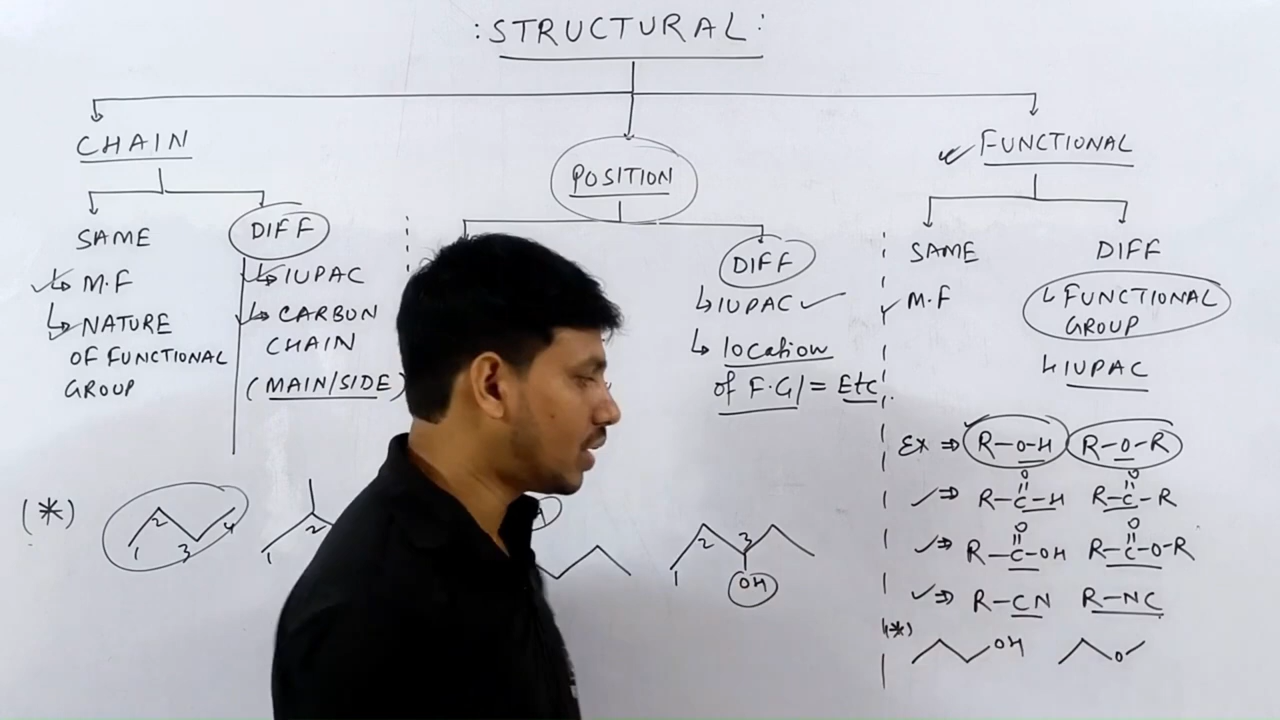 :STRUCTURAL:
CHAIN
SAME
M.F
NATURE
OF FUNCTIONAL
GROUP
DIFF
IUPAC
CARBON
CHAIN
(MAIN/SIDE)
(*)
1 2 3 4
2
POSITION
DIFF
IUPAC
location
of F.G/= Etc.
1 2 3
OH
FUNCTIONAL
SAME
M.F
DIFF
FUNCTIONAL
GROUP
IUPAC
Ex ⇒ R-O-H R-O-R
⇒ R-C-H R-C-R
O O
⇒ R-C-OH R-C-O-R
O O
⇒ R-CN R-NC
(*)
OH O